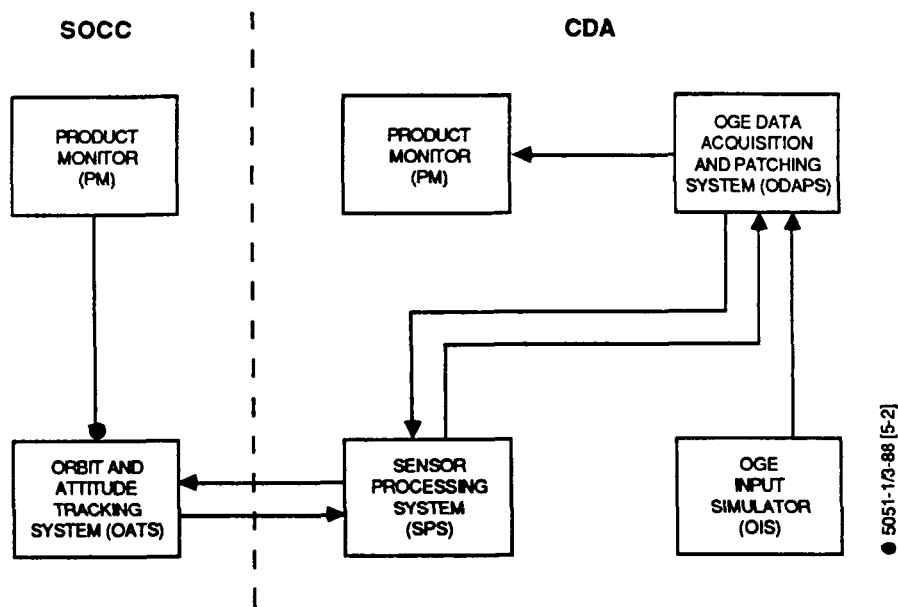 SOCC
CDA
PRODUCT
MONITOR
(PM)
PRODUCT
MONITOR
(PM)
OGE DATA
ACQUISITION
AND PATCHING
SYSTEM (ODAPS)
ORBIT AND
ATTITUDE
TRACKING
SYSTEM (OATS)
SENSOR
PROCESSING
SYSTEM
(SPS)
OGE
INPUT
SIMULATOR
(OIS)
● 5051-1/3-88 [5-2]